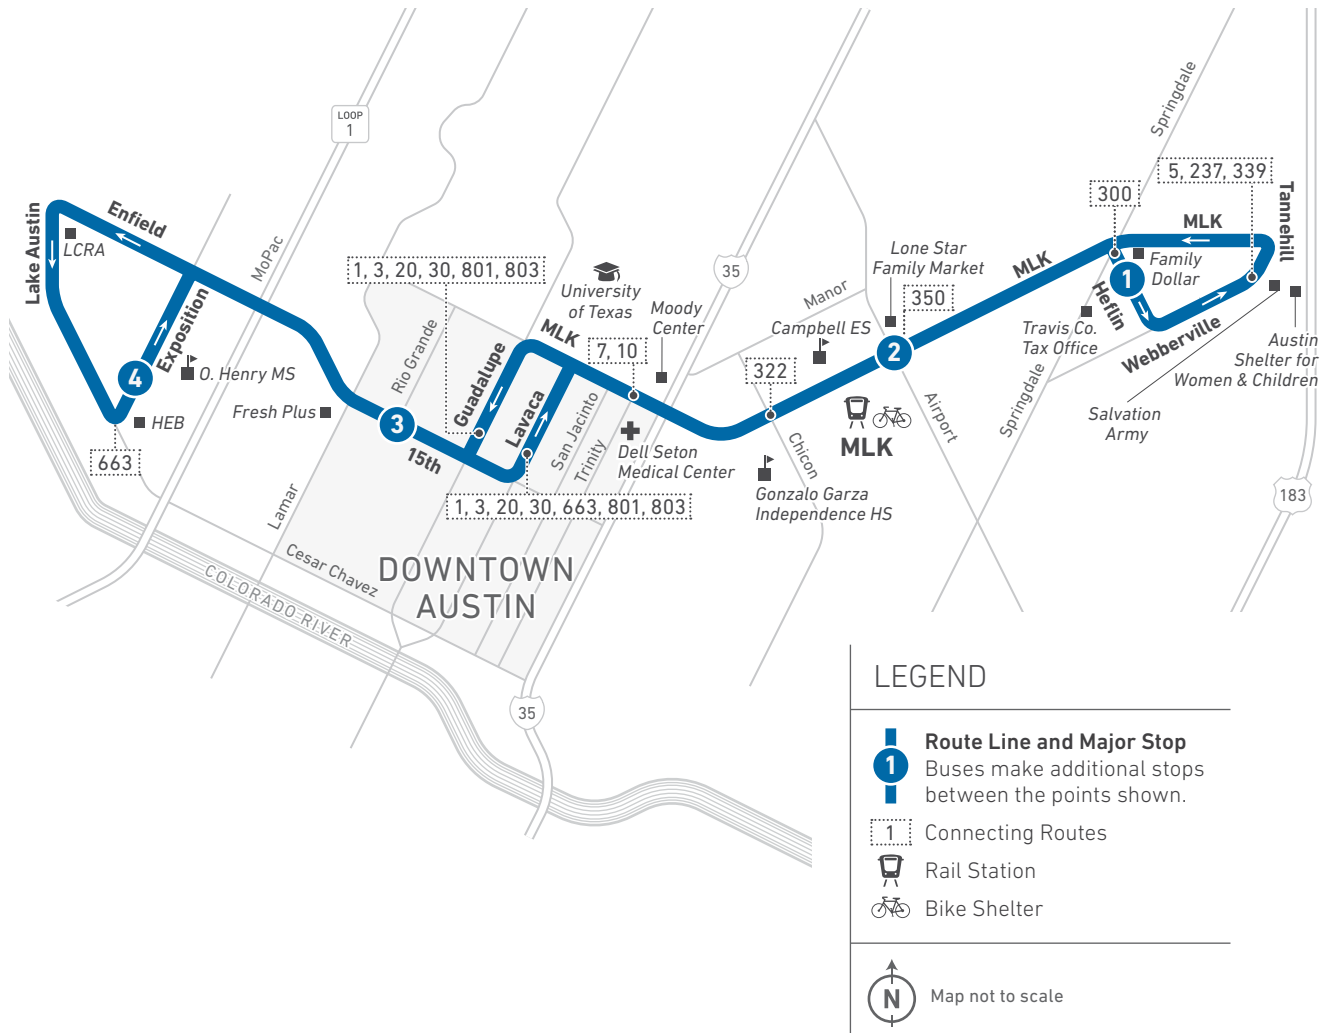 LOOP
1
Springdale
5, 237, 339
300
Tannehill
MLK
Lake Austin
Enfield
LCRA
MoPac
1, 3, 20, 30, 801, 803
University
of Texas
35
Lone Star
Family Market
MLK
Family
Dollar
1
Heflin
350
Manor
Moody
Center
MLK
Campbell ES
Travis Co.
Tax Office
Webberville
Austin
Shelter for
Women & Children
Exposition
4
O. Henry MS
Rio Grande
Guadalupe
7, 10
322
2
Fresh Plus
HEB
3
15th
Lavaca
San Jacinto
Trinity
Dell Seton
Medical Center
MLK
Airport
Springdale
Salvation
Army
663
Chicon
Gonzalo Garza
Independence HS
183
1, 3, 20, 30, 663, 801, 803
Lamar
Cesar Chavez
DOWNTOWN
AUSTIN
COLORADO RIVER
35
LEGEND
1
Route Line and Major Stop
Buses make additional stops
between the points shown.
1
Connecting Routes
Rail Station
Bike Shelter
N
Map not to scale